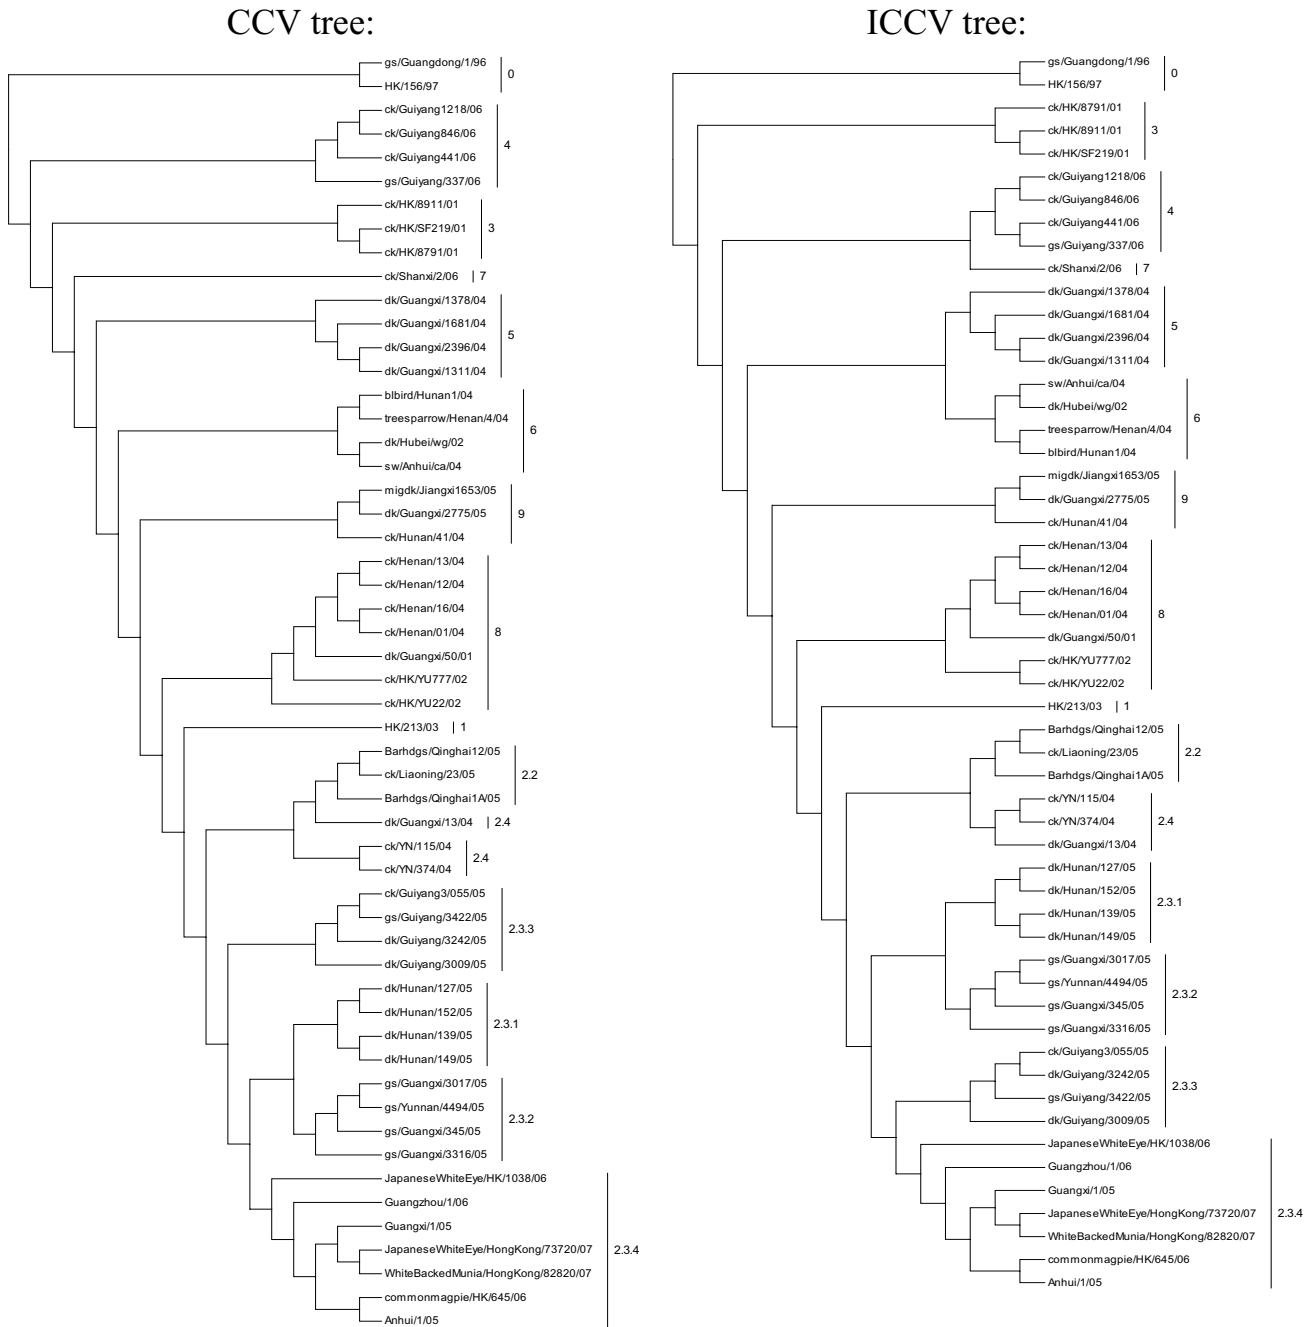 CCV tree:
gs/Guangdong/1/96
0
HK/156/97
ck/Guiyang1218/06
ck/Guiyang846/06
4
ck/Guiyang441/06
gs/Guiyang/337/06
ck/HK/8911/01
ck/HK/SF219/01
3
ck/HK/8791/01
ck/Shanxi/2/06
7
dk/Guangxi/1378/04
dk/Guangxi/1681/04
5
dk/Guangxi/2396/04
dk/Guangxi/1311/04
blbird/Hunan1/04
treesparrow/Henan/4/04
6
dk/Hubei/wg/02
sw/Anhui/ca/04
migdk/Jiangxi1653/05
dk/Guangxi/2775/05
9
ck/Hunan/41/04
ck/Henan/13/04
ck/Henan/12/04
ck/Henan/16/04
ck/Henan/01/04
8
dk/Guangxi/50/01
ck/HK/YU777/02
ck/HK/YU22/02
HK/213/03
1
Barhdgs/Qinghai12/05
ck/Liaoning/23/05
2.2
Barhdgs/Qinghai1A/05
dk/Guangxi/13/04
2.4
ck/YN/115/04
2.4
ck/YN/374/04
ck/Guiyang3/055/05
gs/Guiyang/3422/05
2.3.3
dk/Guiyang/3242/05
dk/Guiyang/3009/05
dk/Hunan/127/05
dk/Hunan/152/05
2.3.1
dk/Hunan/139/05
dk/Hunan/149/05
gs/Guangxi/3017/05
gs/Yunnan/4494/05
2.3.2
gs/Guangxi/345/05
gs/Guangxi/3316/05
JapaneseWhiteEye/HK/1038/06
Guangzhou/1/06
Guangxi/1/05
JapaneseWhiteEye/HongKong/73720/07
2.3.4
WhiteBackedMunia/HongKong/82820/07
commonmagpie/HK/645/06
Anhui/1/05
ICCV tree:
gs/Guangdong/1/96
0
HK/156/97
ck/HK/8791/01
ck/HK/8911/01
3
ck/HK/SF219/01
ck/Guiyang1218/06
ck/Guiyang846/06
4
ck/Guiyang441/06
gs/Guiyang/337/06
ck/Shanxi/2/06
7
dk/Guangxi/1378/04
dk/Guangxi/1681/04
5
dk/Guangxi/2396/04
dk/Guangxi/1311/04
sw/Anhui/ca/04
dk/Hubei/wg/02
6
treesparrow/Henan/4/04
blbird/Hunan1/04
migdk/Jiangxi1653/05
dk/Guangxi/2775/05
9
ck/Hunan/41/04
ck/Henan/13/04
ck/Henan/12/04
ck/Henan/16/04
ck/Henan/01/04
8
dk/Guangxi/50/01
ck/HK/YU777/02
ck/HK/YU22/02
HK/213/03
1
Barhdgs/Qinghai12/05
ck/Liaoning/23/05
2.2
Barhdgs/Qinghai1A/05
ck/YN/115/04
ck/YN/374/04
2.4
dk/Guangxi/13/04
dk/Hunan/127/05
dk/Hunan/152/05
2.3.1
dk/Hunan/139/05
dk/Hunan/149/05
gs/Guangxi/3017/05
gs/Yunnan/4494/05
2.3.2
gs/Guangxi/345/05
gs/Guangxi/3316/05
ck/Guiyang3/055/05
dk/Guiyang/3242/05
2.3.3
gs/Guiyang/3422/05
dk/Guiyang/3009/05
JapaneseWhiteEye/HK/1038/06
Guangzhou/1/06
Guangxi/1/05
JapaneseWhiteEye/HongKong/73720/07
2.3.4
WhiteBackedMunia/HongKong/82820/07
commonmagpie/HK/645/06
Anhui/1/05